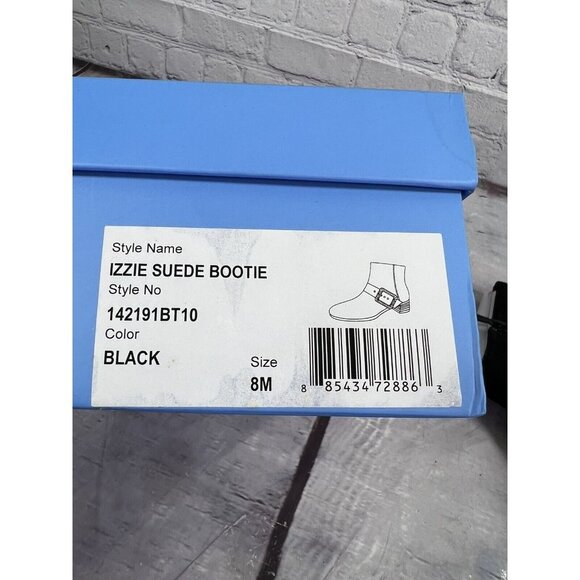 Style Name
IZZIE SUEDE BOOTIE
Style No
142191BT10
Color
BLACK
Size
8M
8 85434 72886 3